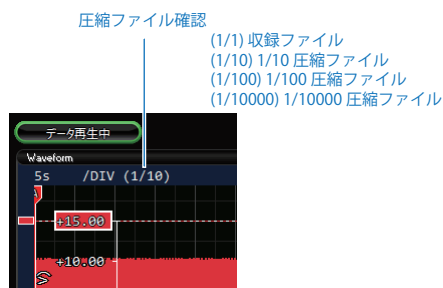 圧縮ファイル確認
(1/1) 収録ファイル
(1/10) 1/10 圧縮ファイル
(1/100) 1/100 圧縮ファイル
(1/10000) 1/10000 圧縮ファイル
データ再生中
Waveform
5s /DIV (1/10)
A
+15.00
+10.00